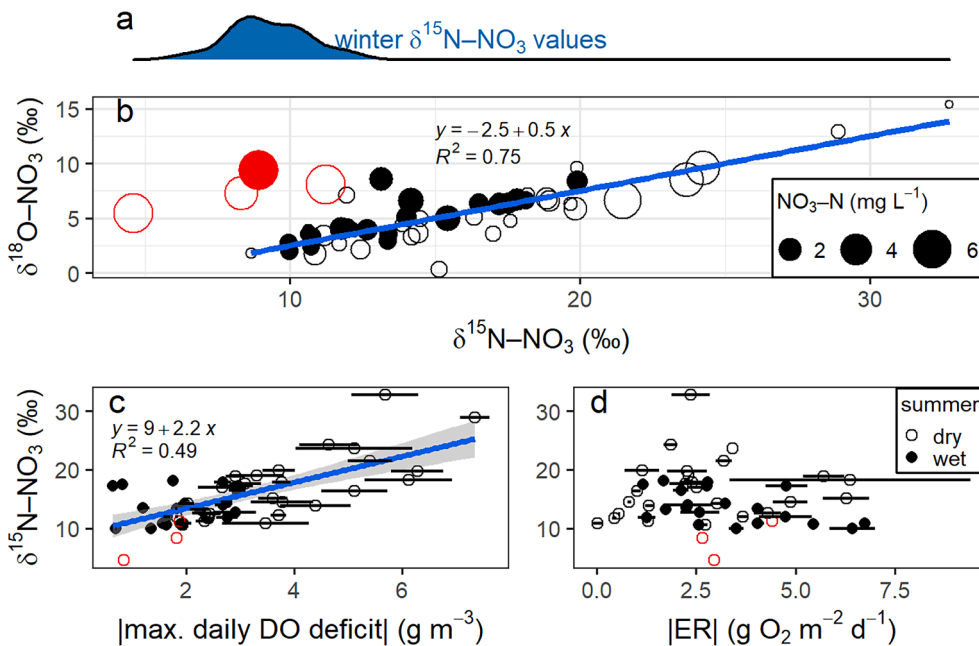 a
winter δ¹⁵N–NO₃ values
b
y = −2.5 + 0.5 x
R² = 0.75
δ¹⁸O–NO₃ (‰)
15
10
5
0
NO₃–N (mg L⁻¹)
2 4 6
10 20 30
δ¹⁵N–NO₃ (‰)
c
y = 9 + 2.2 x
R² = 0.49
δ¹⁵N–NO₃ (‰)
30
20
10
2 4 6
|max. daily DO deficit| (g m⁻³)
d
summer
dry
wet
30
20
10
0.0 2.5 5.0 7.5
|ER| (g O₂ m⁻² d⁻¹)